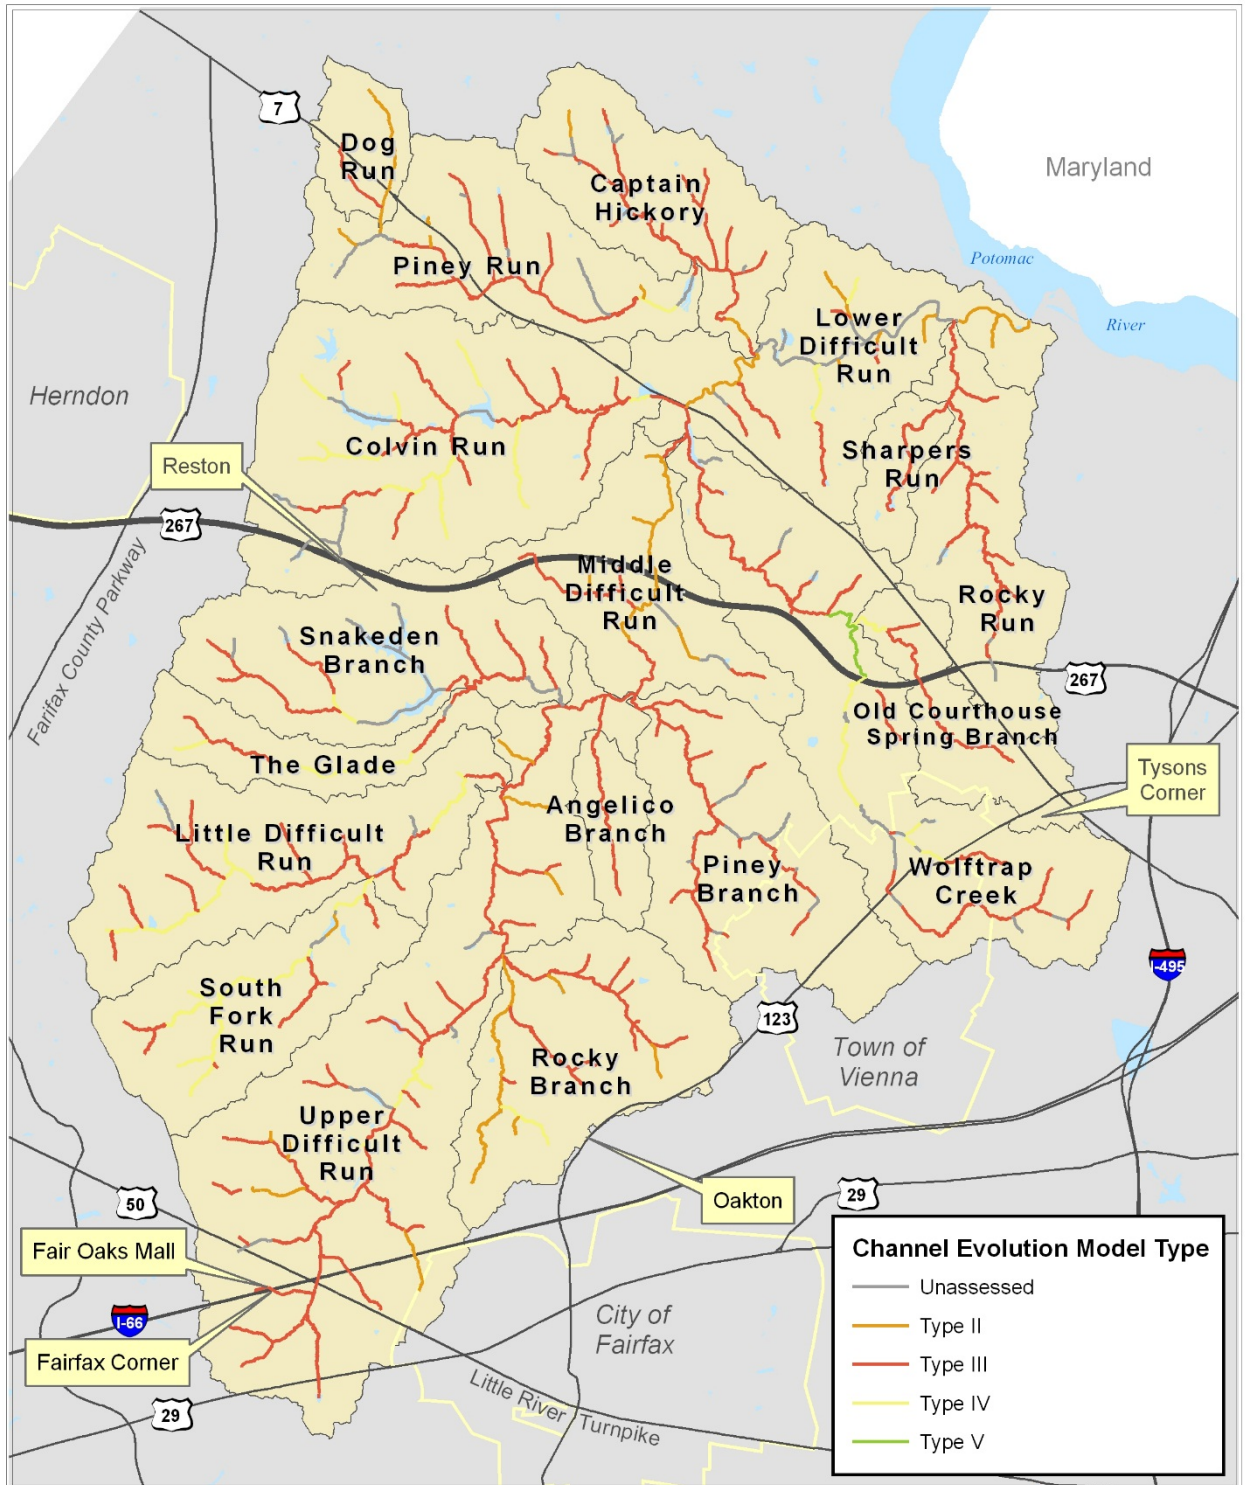 7
Dog
Run
Captain
Hickory
Maryland
Piney Run
Potomac
River
Lower
Difficult
Run
Herndon
Colvin Run
Reston
Sharpers
Run
267
Farifax County Parkway
Middle
Difficult
Run
Rocky
Run
Snakeden
Branch
267
Old Courthouse
Spring Branch
The Glade
Tysons
Corner
Angelico
Branch
Little Difficult
Run
Piney
Branch
Wolftrap
Creek
I-495
South
Fork
Run
123
Town of
Vienna
Rocky
Branch
Upper
Difficult
Run
50
Oakton
29
Fair Oaks Mall
I-66
Fairfax Corner
City of
Fairfax
29
Little River Turnpike
Channel Evolution Model Type
Unassessed
Type II
Type III
Type IV
Type V